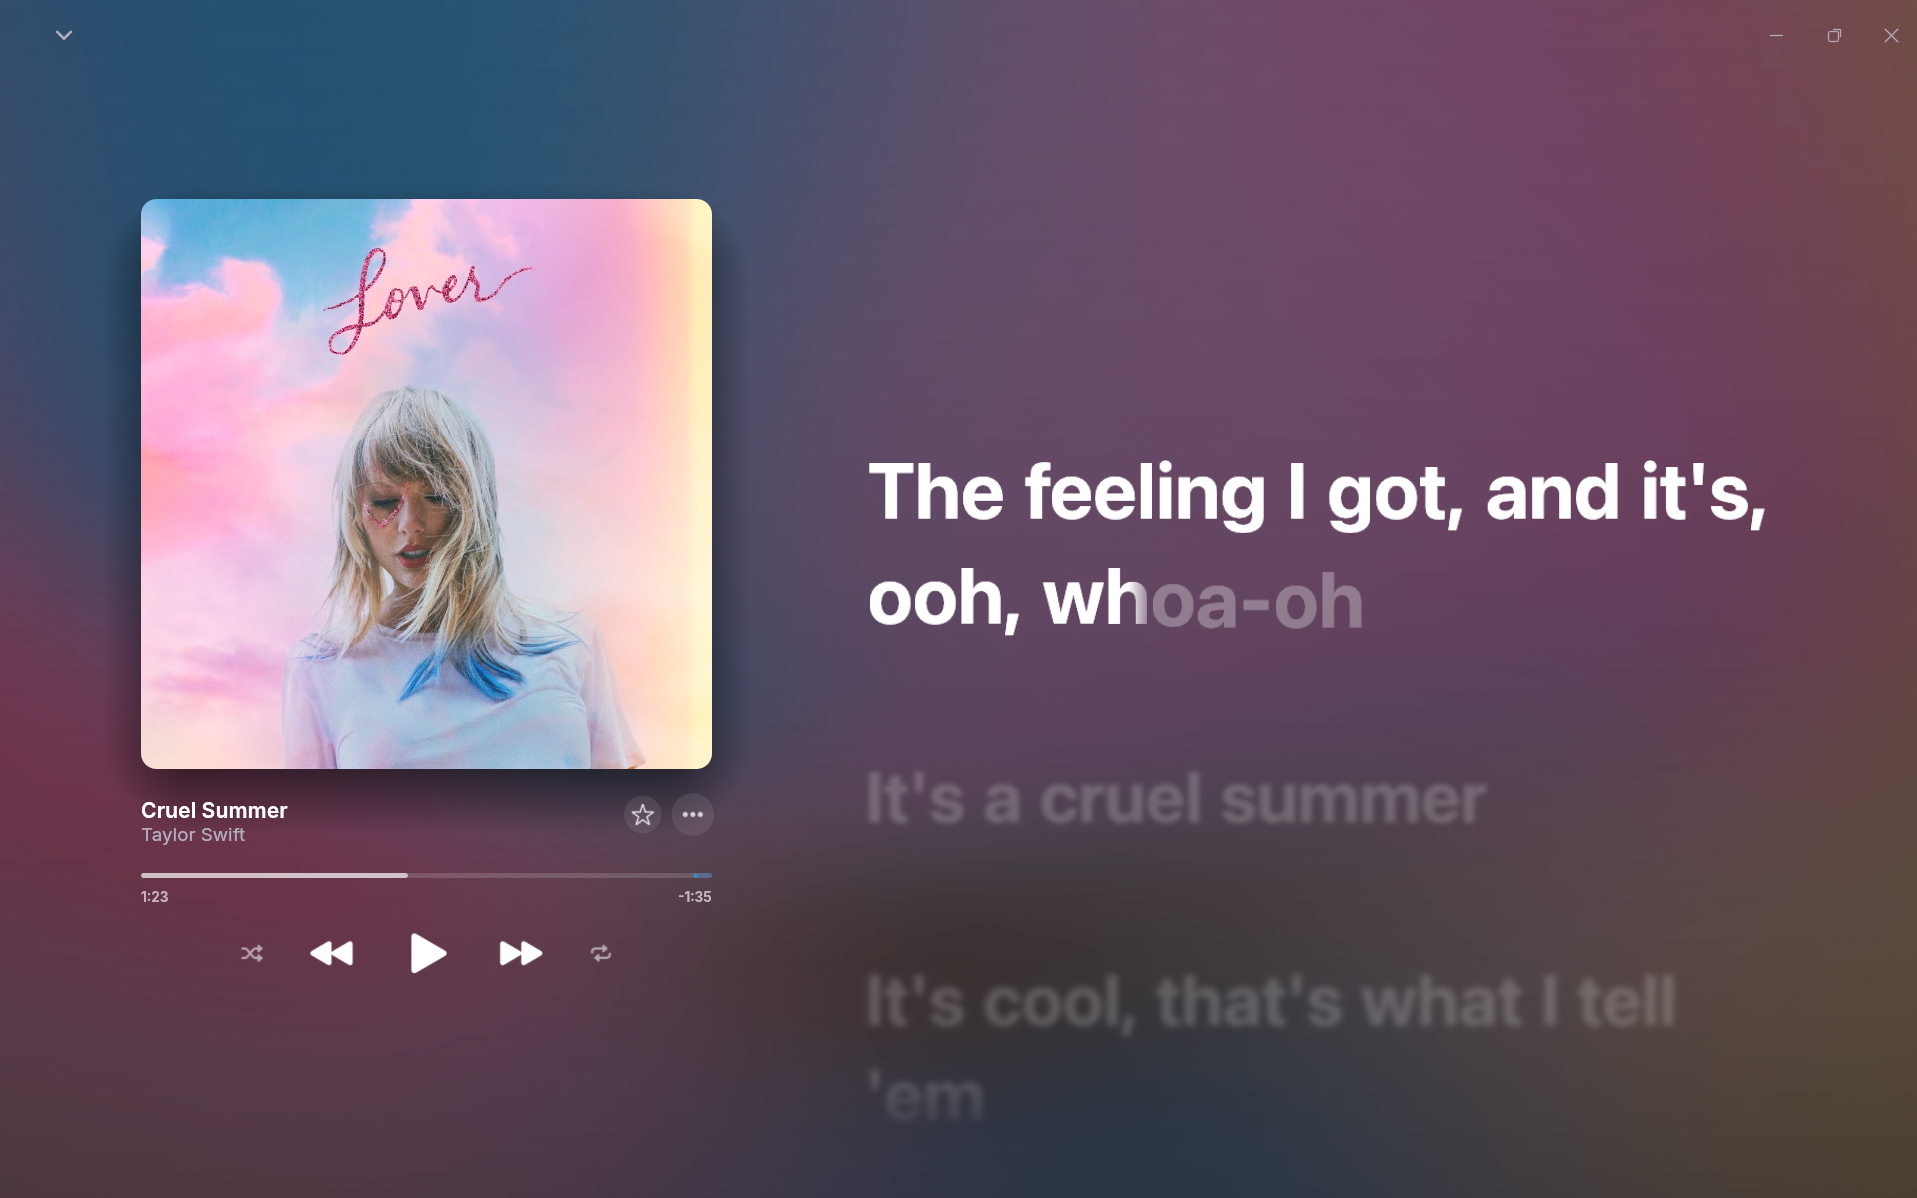 Lover
Cruel Summer
Taylor Swift
1:23
-1:35
The feeling I got, and it's,
ooh, whoa-oh
It's a cruel summer
It's cool, that's what I tell
'em